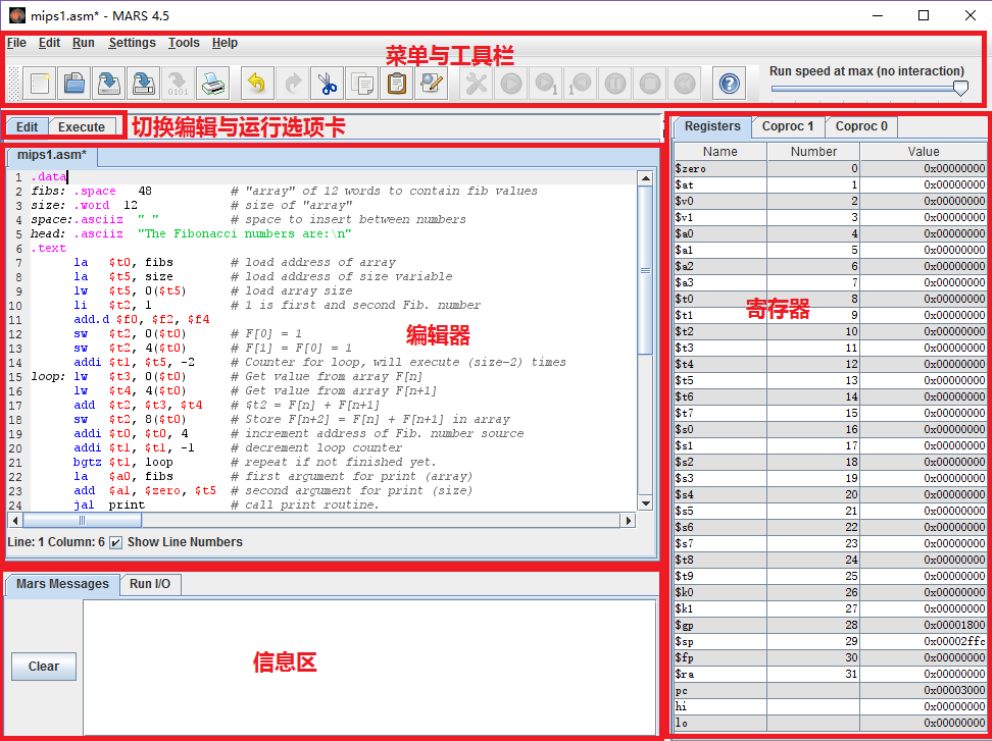 mips1.asm* - MARS 4.5
File Edit Run Settings Tools Help
菜单与工具栏
Run speed at max (no interaction)
Edit Execute
切换编辑与运行选项卡
mips1.asm*
1 .data
2 fibs: .space 48 # "array" of 12 words to contain fib values
3 size: .word 12 # size of "array"
4 space:.asciiz " " # space to insert between numbers
5 head: .asciiz "The Fibonacci numbers are:\n"
6 .text
7 la $t0, fibs # load address of array
8 la $t5, size # load address of size variable
9 lw $t5, 0($t5) # load array size
10 li $t2, 1 # 1 is first and second Fib. number
11 add.d $f0, $f2, $f4
12 sw $t2, 0($t0) # F[0] = 1
13 sw $t2, 4($t0) # F[1] = F[0] = 1
14 addi $t1, $t5, -2 # Counter for loop, will execute (size-2) times
15 loop: lw $t3, 0($t0) # Get value from array F[n]
16 lw $t4, 4($t0) # Get value from array F[n+1]
17 add $t2, $t3, $t4 # $t2 = F[n] + F[n+1]
18 sw $t2, 8($t0) # Store F[n+2] = F[n] + F[n+1] in array
19 addi $t0, $t0, 4 # increment address of Fib. number source
20 addi $t1, $t1, -1 # decrement loop counter
21 bgtz $t1, loop # repeat if not finished yet.
22 la $a0, fibs # first argument for print (array)
23 add $a1, $zero, $t5 # second argument for print (size)
24 jal print # call print routine.
编辑器
Line: 1 Column: 6 Show Line Numbers
Mars Messages Run I/O
Clear
信息区
Registers Coproc 1 Coproc 0
Name Number Value
$zero 0 0x00000000
$at 1 0x00000000
$v0 2 0x00000000
$v1 3 0x00000000
$a0 4 0x00000000
$a1 5 0x00000000
$a2 6 0x00000000
$a3 7 0x00000000
$t0 8 0x00000000
寄存器
$t1 9 0x00000000
$t2 10 0x00000000
$t3 11 0x00000000
$t4 12 0x00000000
$t5 13 0x00000000
$t6 14 0x00000000
$t7 15 0x00000000
$s0 16 0x00000000
$s1 17 0x00000000
$s2 18 0x00000000
$s3 19 0x00000000
$s4 20 0x00000000
$s5 21 0x00000000
$s6 22 0x00000000
$s7 23 0x00000000
$t8 24 0x00000000
$t9 25 0x00000000
$k0 26 0x00000000
$k1 27 0x00000000
$gp 28 0x00001800
$sp 29 0x00002ffc
$fp 30 0x00000000
$ra 31 0x00000000
pc 0x00003000
hi 0x00000000
lo 0x00000000